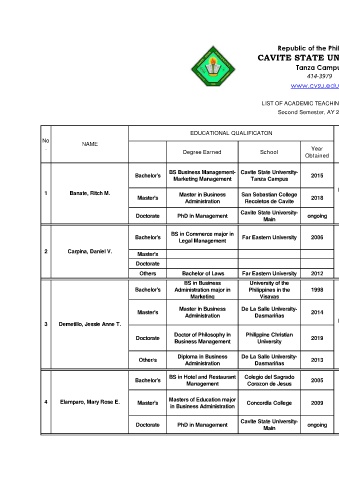 Republic of the Phil
CAVITE STATE UN
Tanza Campu
414-3979
www.cvsu.edu
LIST OF ACADEMIC TEACHIN
Second Semester, AY 2
No
NAME
EDUCATIONAL QUALIFICATON
Degree Earned
School
Year Obtained
1
Banate, Ritch M.
Bachelor's
BS Business Management-
Marketing Management
Cavite State University-
Tanza Campus
2015
Master's
Master in Business
Administration
San Sebastian College
Recoletos de Cavite
2018
Doctorate
PhD in Management
Cavite State University-
Main
ongoing
2
Carpina, Daniel V.
Bachelor's
BS in Commerce major in
Legal Management
Far Eastern University
2006
Master's
Doctorate
Others
Bachelor of Laws
Far Eastern University
2012
3
Demetillo, Jessie Anne T.
Bachelor's
BS in Business
Administration major in
Marketing
University of the
Philippines in the
Visayas
1998
Master's
Master in Business
Administration
De La Salle University-
Dasmariñas
2014
Doctorate
Doctor of Philosophy in
Business Management
Philippine Christian
University
2019
Other's
Diploma in Business
Administration
De La Salle University-
Dasmariñas
2013
4
Elamparo, Mary Rose E.
Bachelor's
BS in Hotel and Restaurant
Management
Colegio del Sagrado
Corozon de Jesus
2005
Master's
Masters of Education major
in Business Administration
Concordia College
2009
Doctorate
PhD in Management
Cavite State University-
Main
ongoing